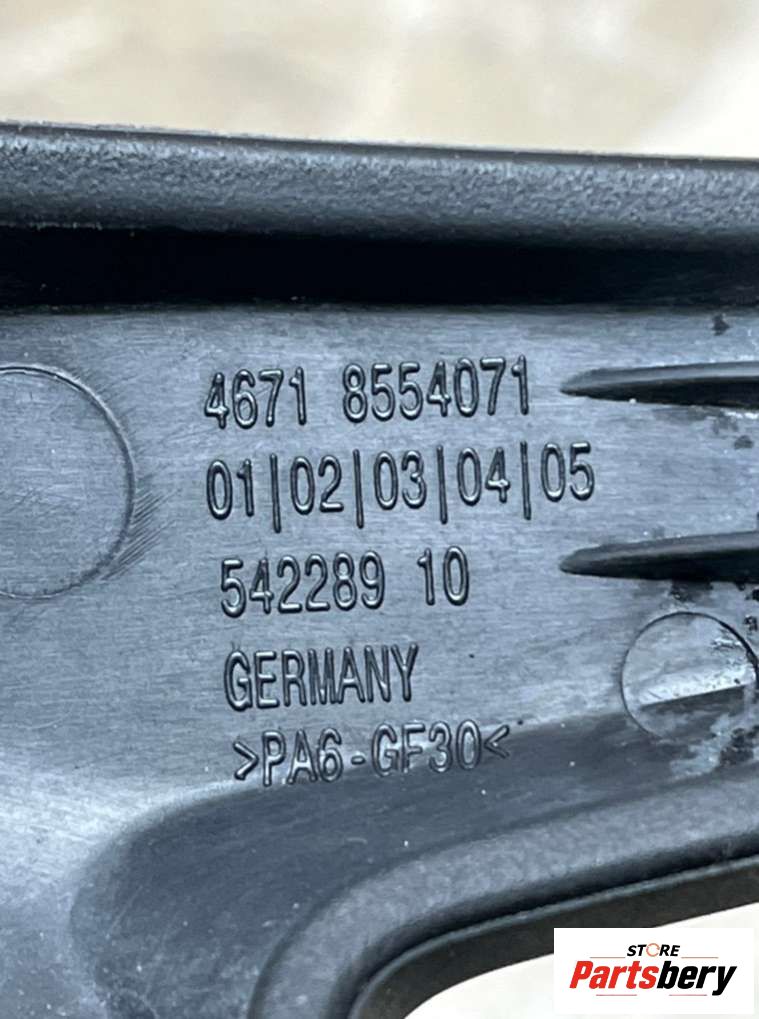 4671 8554071
01|02|03|04|05
542289 10
GERMANY
>PA6-GF30<
STORE
Partsbery